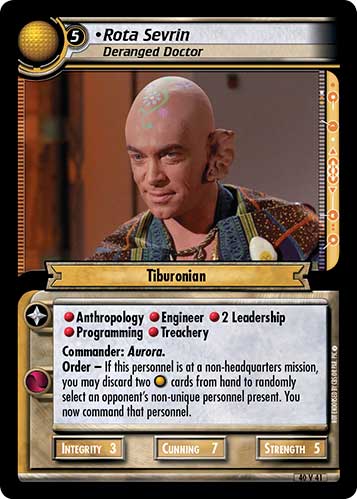 5 •Rota Sevrin
Deranged Doctor
Tiburonian
•Anthropology •Engineer •2 Leadership
•Programming •Treachery
Commander: Aurora.
Order – If this personnel is at a non-headquarters mission,
you may discard two cards from hand to randomly
select an opponent's non-unique personnel present. You
now command that personnel.
INTEGRITY 3 CUNNING 7 STRENGTH 5
40 V 41